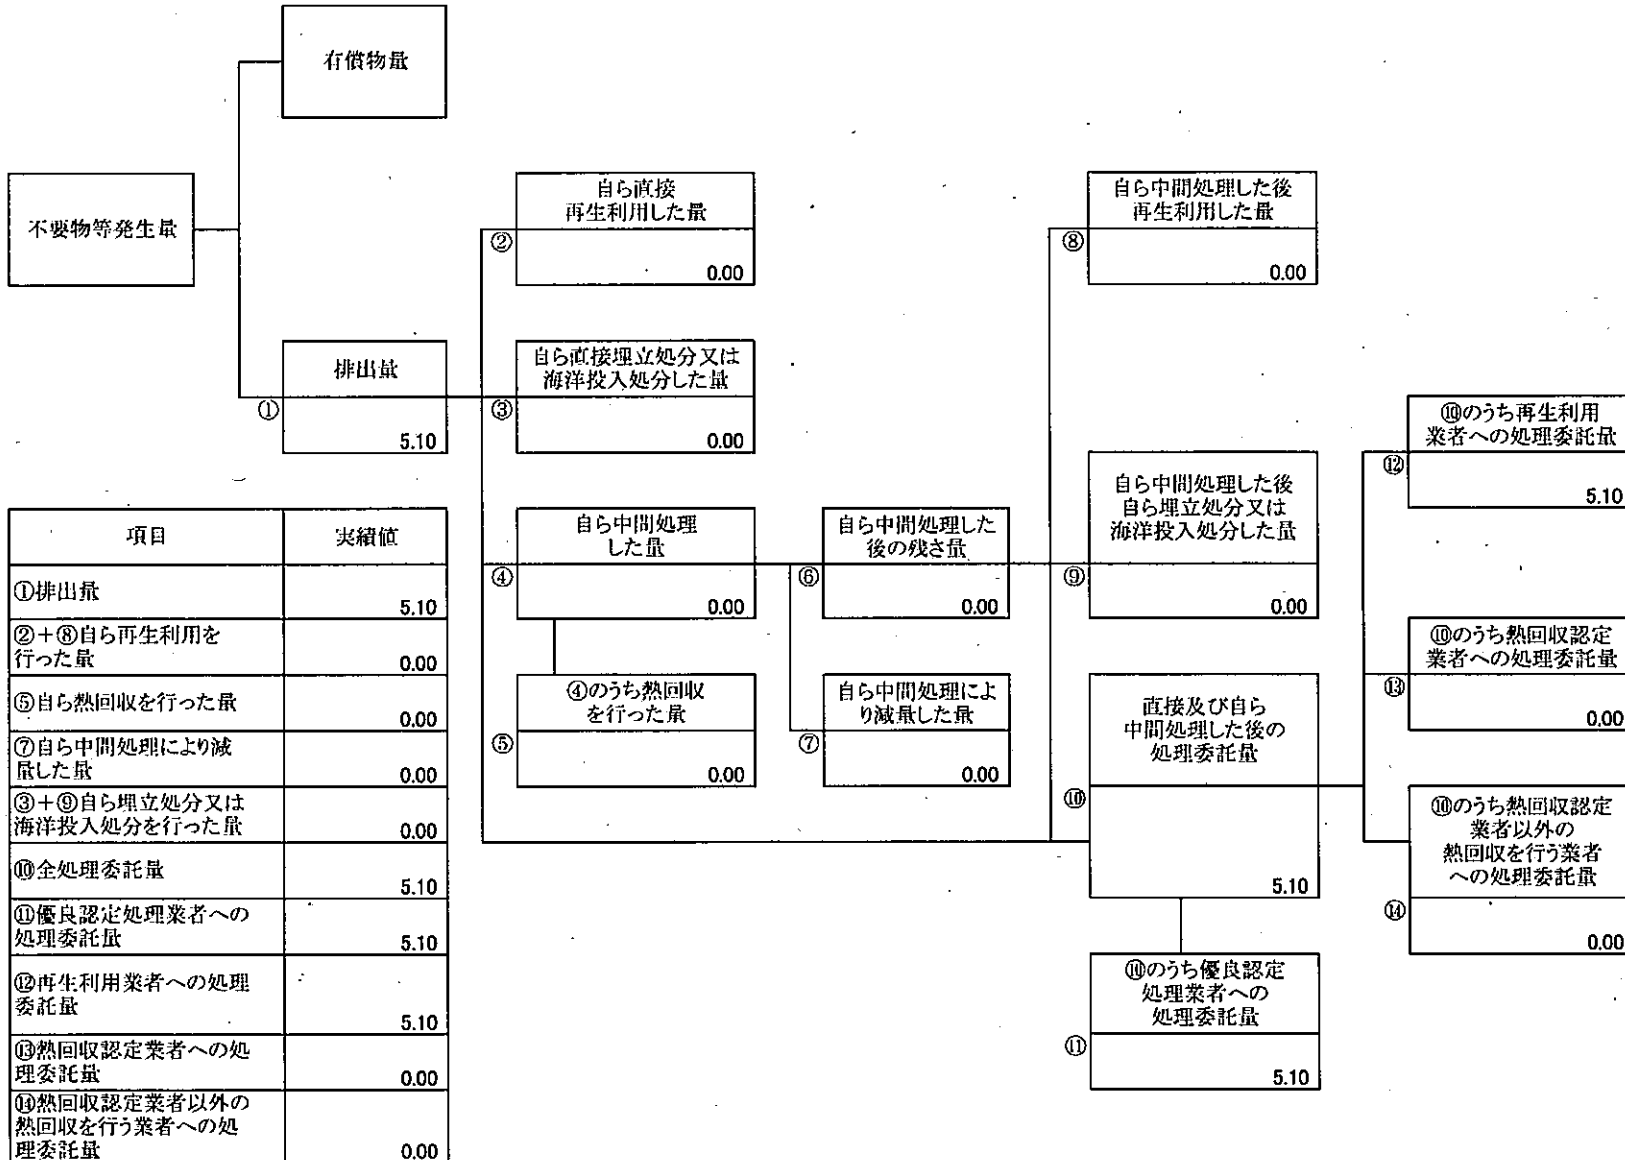 有償物量
不要物等発生量
排出量
①
5.10
自ら直接
再生利用した量
②
0.00
自ら直接埋立処分又は
海洋投入処分した量
③
0.00
自ら中間処理
した量
④
0.00
④のうち熱回収
を行った量
⑤
0.00
自ら中間処理した
後の残さ量
⑥
0.00
自ら中間処理によ
り減量した量
⑦
0.00
自ら中間処理した後
再生利用した量
⑧
0.00
自ら中間処理した後
自ら埋立処分又は
海洋投入処分した量
⑨
0.00
直接及び自ら
中間処理した後の
処理委託量
⑩
5.10
⑩のうち優良認定
処理業者への
処理委託量
⑪
5.10
⑩のうち再生利用
業者への処理委託量
⑫
5.10
⑩のうち熱回収認定
業者への処理委託量
⑬
0.00
⑩のうち熱回収認定
業者以外の
熱回収を行う業者
への処理委託量
⑭
0.00
項目 実績値
①排出量 5.10
②+⑧自ら再生利用を
行った量 0.00
⑤自ら熱回収を行った量 0.00
⑦自ら中間処理により減
量した量 0.00
③+⑨自ら埋立処分又は
海洋投入処分を行った量 0.00
⑩全処理委託量 5.10
⑪優良認定処理業者への
処理委託量 5.10
⑫再生利用業者への処理
委託量 5.10
⑬熱回収認定業者への処
理委託量 0.00
⑭熱回収認定業者以外の
熱回収を行う業者への処
理委託量 0.00